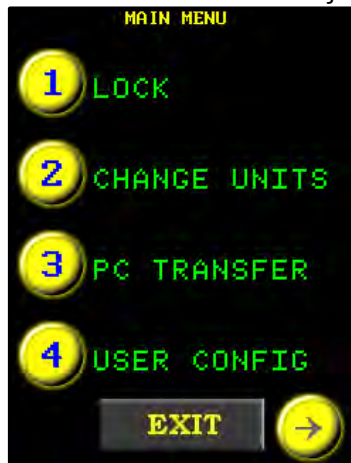 MAIN MENU
1 LOCK
2 CHANGE UNITS
3 PC TRANSFER
4 USER CONFIG
EXIT →